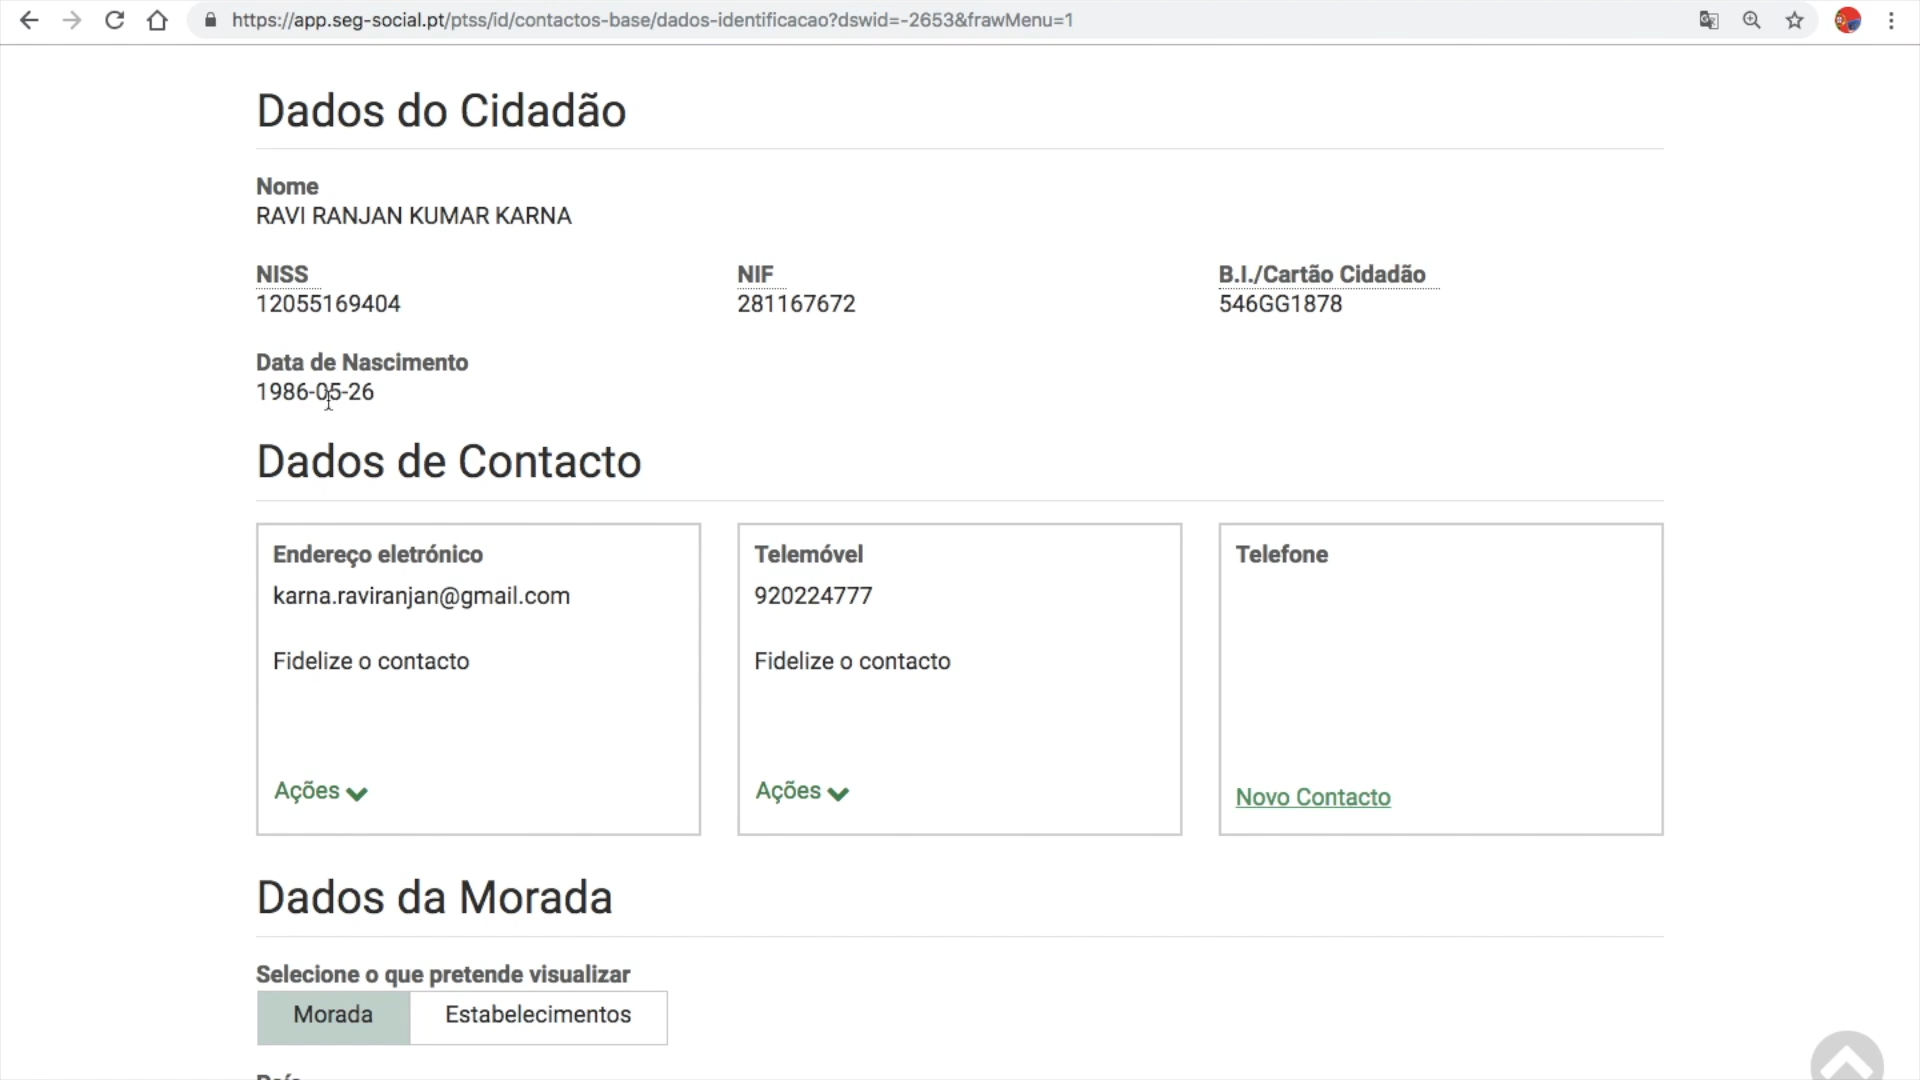 https://app.seg-social.pt/ptss/id/contactos-base/dados-identificacao?dswid=-2653&frawMenu=1
Dados do Cidadão
Nome
RAVI RANJAN KUMAR KARNA
NISS NIF B.I./Cartão Cidadão
12055169404 281167672 546GG1878
Data de Nascimento
1986-05-26
Dados de Contacto
Endereço eletrónico Telemóvel Telefone
karna.raviranjan@gmail.com 920224777
Fidelize o contacto Fidelize o contacto
Ações Ações Novo Contacto
Dados da Morada
Selecione o que pretende visualizar
Morada Estabelecimentos